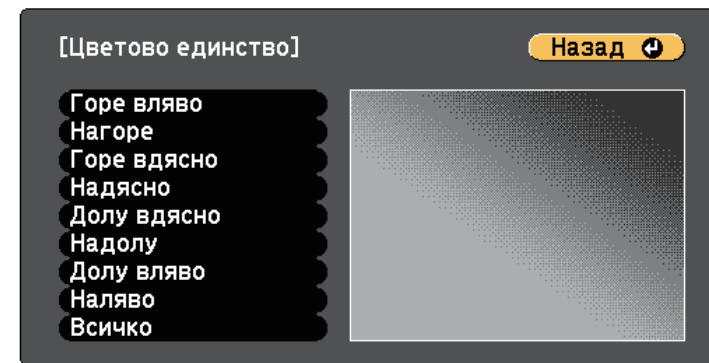 [Цветово единство]
Назад
Горе вляво
Нагоре
Горе вдясно
Надясно
Долу вдясно
Надолу
Долу вляво
Наляво
Всичко